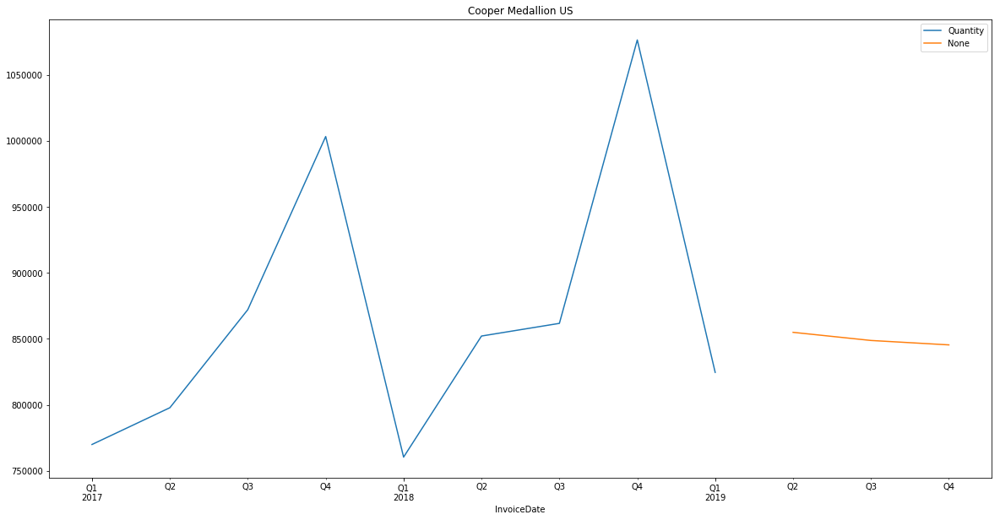 Cooper Medallion US
Quantity
None
1050000
1000000
950000
900000
850000
800000
750000
Q1 Q2 Q3 Q4 Q1 Q2 Q3 Q4 Q1 Q2 Q3 Q4
2017 2018 2019
InvoiceDate